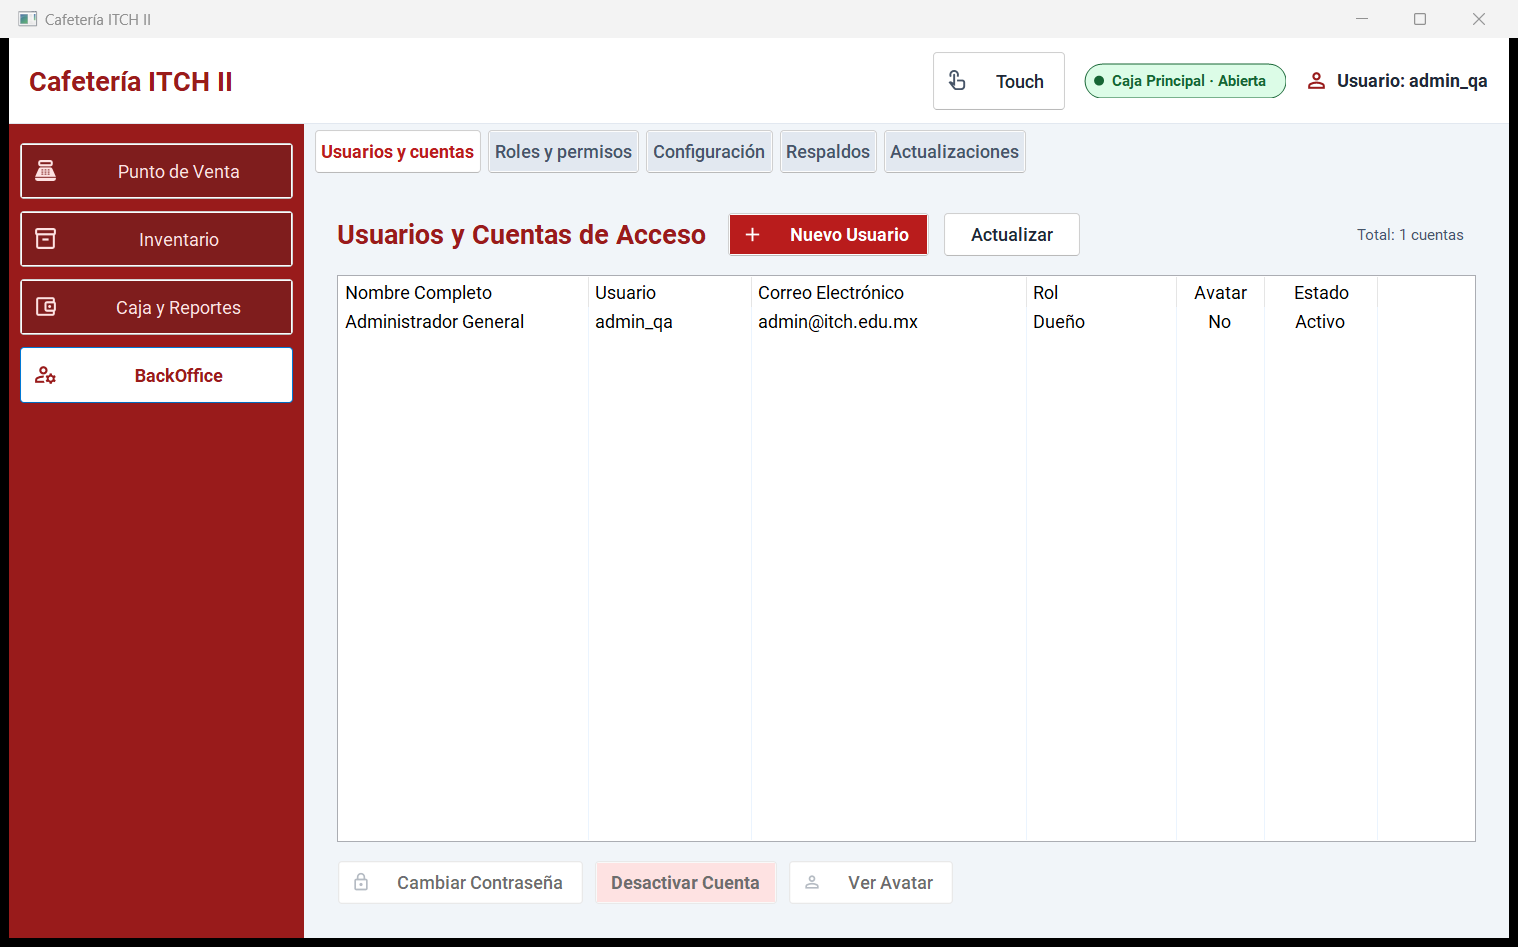 Cafetería ITCH II
Cafetería ITCH II
Touch
Caja Principal · Abierta
Usuario: admin_qa
Punto de Venta
Inventario
Caja y Reportes
BackOffice
Usuarios y cuentas
Roles y permisos
Configuración
Respaldos
Actualizaciones
Usuarios y Cuentas de Acceso
Nuevo Usuario
Actualizar
Total: 1 cuentas
Nombre Completo Usuario Correo Electrónico Rol Avatar Estado
Administrador General admin_qa admin@itch.edu.mx Dueño No Activo
Cambiar Contraseña
Desactivar Cuenta
Ver Avatar